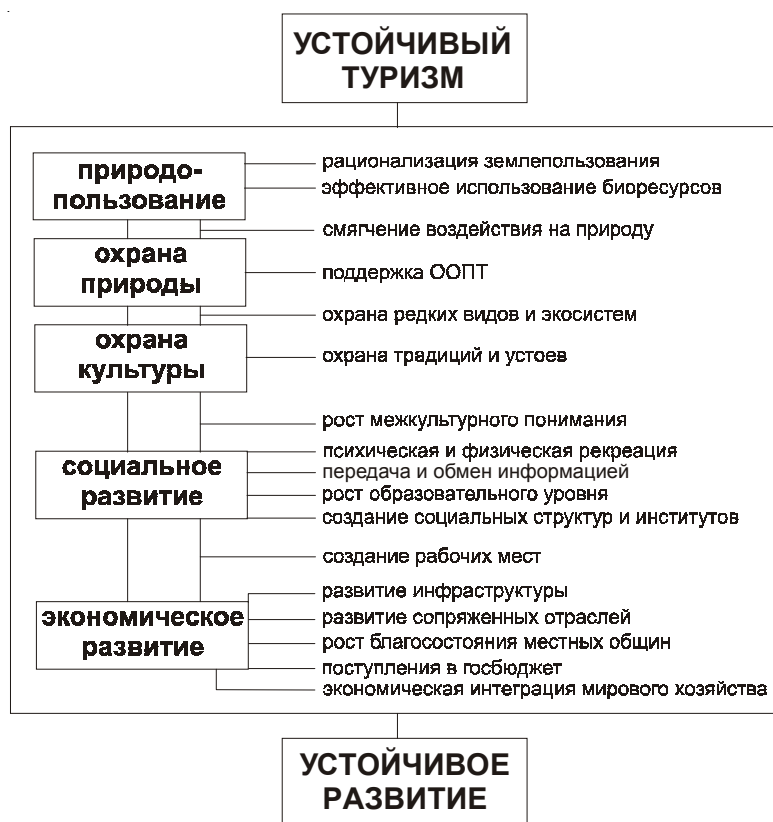 УСТОЙЧИВЫЙ
ТУРИЗМ
природо-
пользование
рационализация землепользования
эффективное использование биоресурсов
смягчение воздействия на природу
охрана
природы
поддержка ООПТ
охрана редких видов и экосистем
охрана
культуры
охрана традиций и устоев
рост межкультурного понимания
социальное
развитие
психическая и физическая рекреация
передача и обмен информацией
рост образовательного уровня
создание социальных структур и институтов
создание рабочих мест
экономическое
развитие
развитие инфраструктуры
развитие сопряженных отраслей
рост благосостояния местных общин
поступления в госбюджет
экономическая интеграция мирового хозяйства
УСТОЙЧИВОЕ
РАЗВИТИЕ